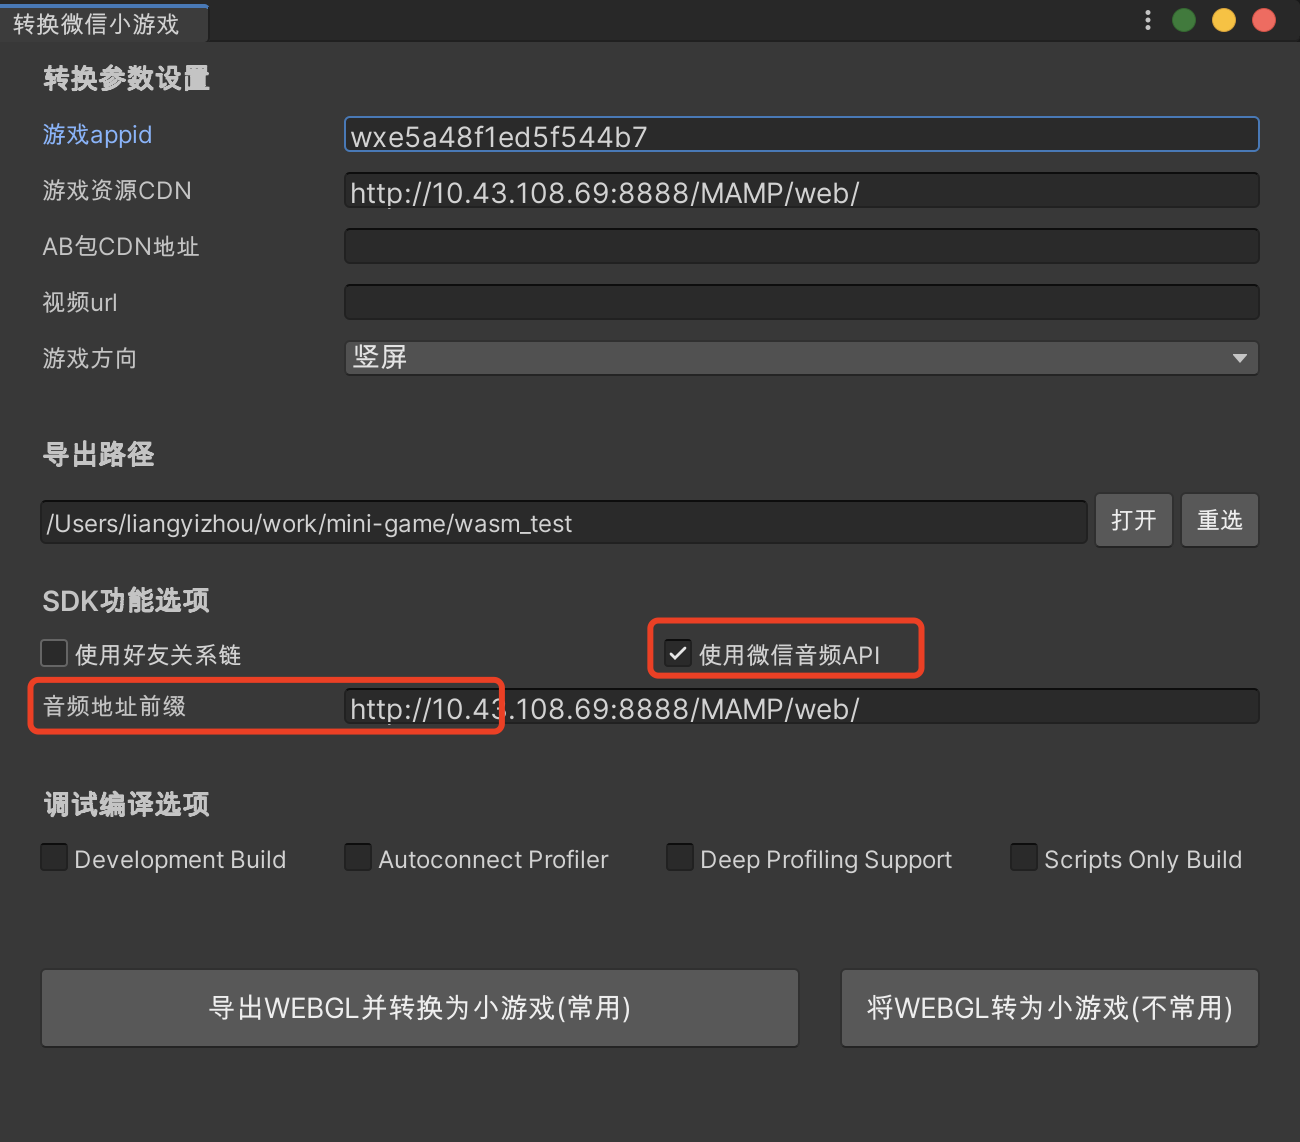 转换微信小游戏
转换参数设置
游戏appid wxe5a48f1ed5f544b7
游戏资源CDN http://10.43.108.69:8888/MAMP/web/
AB包CDN地址
视频url
游戏方向 竖屏
导出路径
/Users/liangyizhou/work/mini-game/wasm_test 打开 重选
SDK功能选项
使用好友关系链 使用微信音频API
音频地址前缀 http://10.43.108.69:8888/MAMP/web/
调试编译选项
Development Build Autoconnect Profiler Deep Profiling Support Scripts Only Build
导出WEBGL并转换为小游戏(常用) 将WEBGL转为小游戏(不常用)